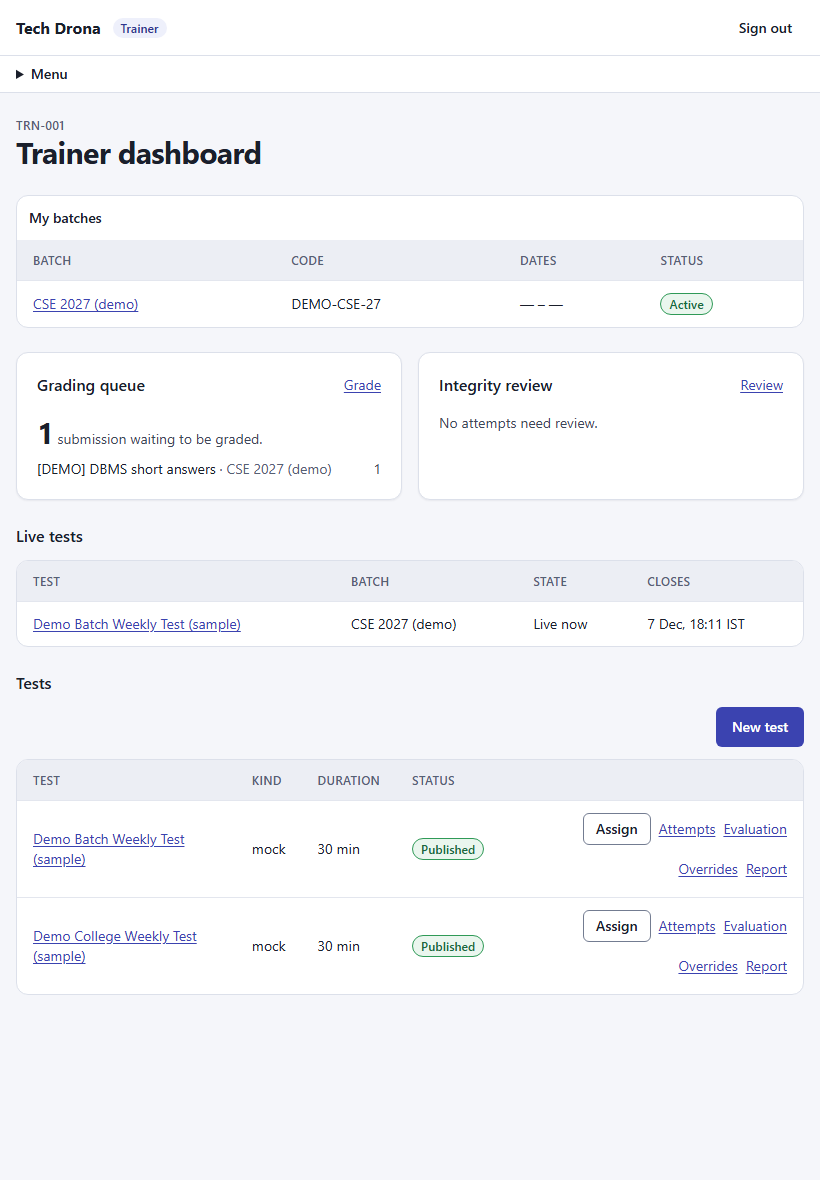 Tech Drona Trainer Sign out
Menu
TRN-001
Trainer dashboard
My batches
BATCH CODE DATES STATUS
CSE 2027 (demo) DEMO-CSE-27 — – — Active
Grading queue Grade
1 submission waiting to be graded.
[DEMO] DBMS short answers · CSE 2027 (demo) 1
Integrity review Review
No attempts need review.
Live tests
TEST BATCH STATE CLOSES
Demo Batch Weekly Test (sample) CSE 2027 (demo) Live now 7 Dec, 18:11 IST
Tests
New test
TEST KIND DURATION STATUS
Demo Batch Weekly Test
(sample)
mock 30 min Published
Assign Attempts Evaluation
Overrides Report
Demo College Weekly Test
(sample)
mock 30 min Published
Assign Attempts Evaluation
Overrides Report